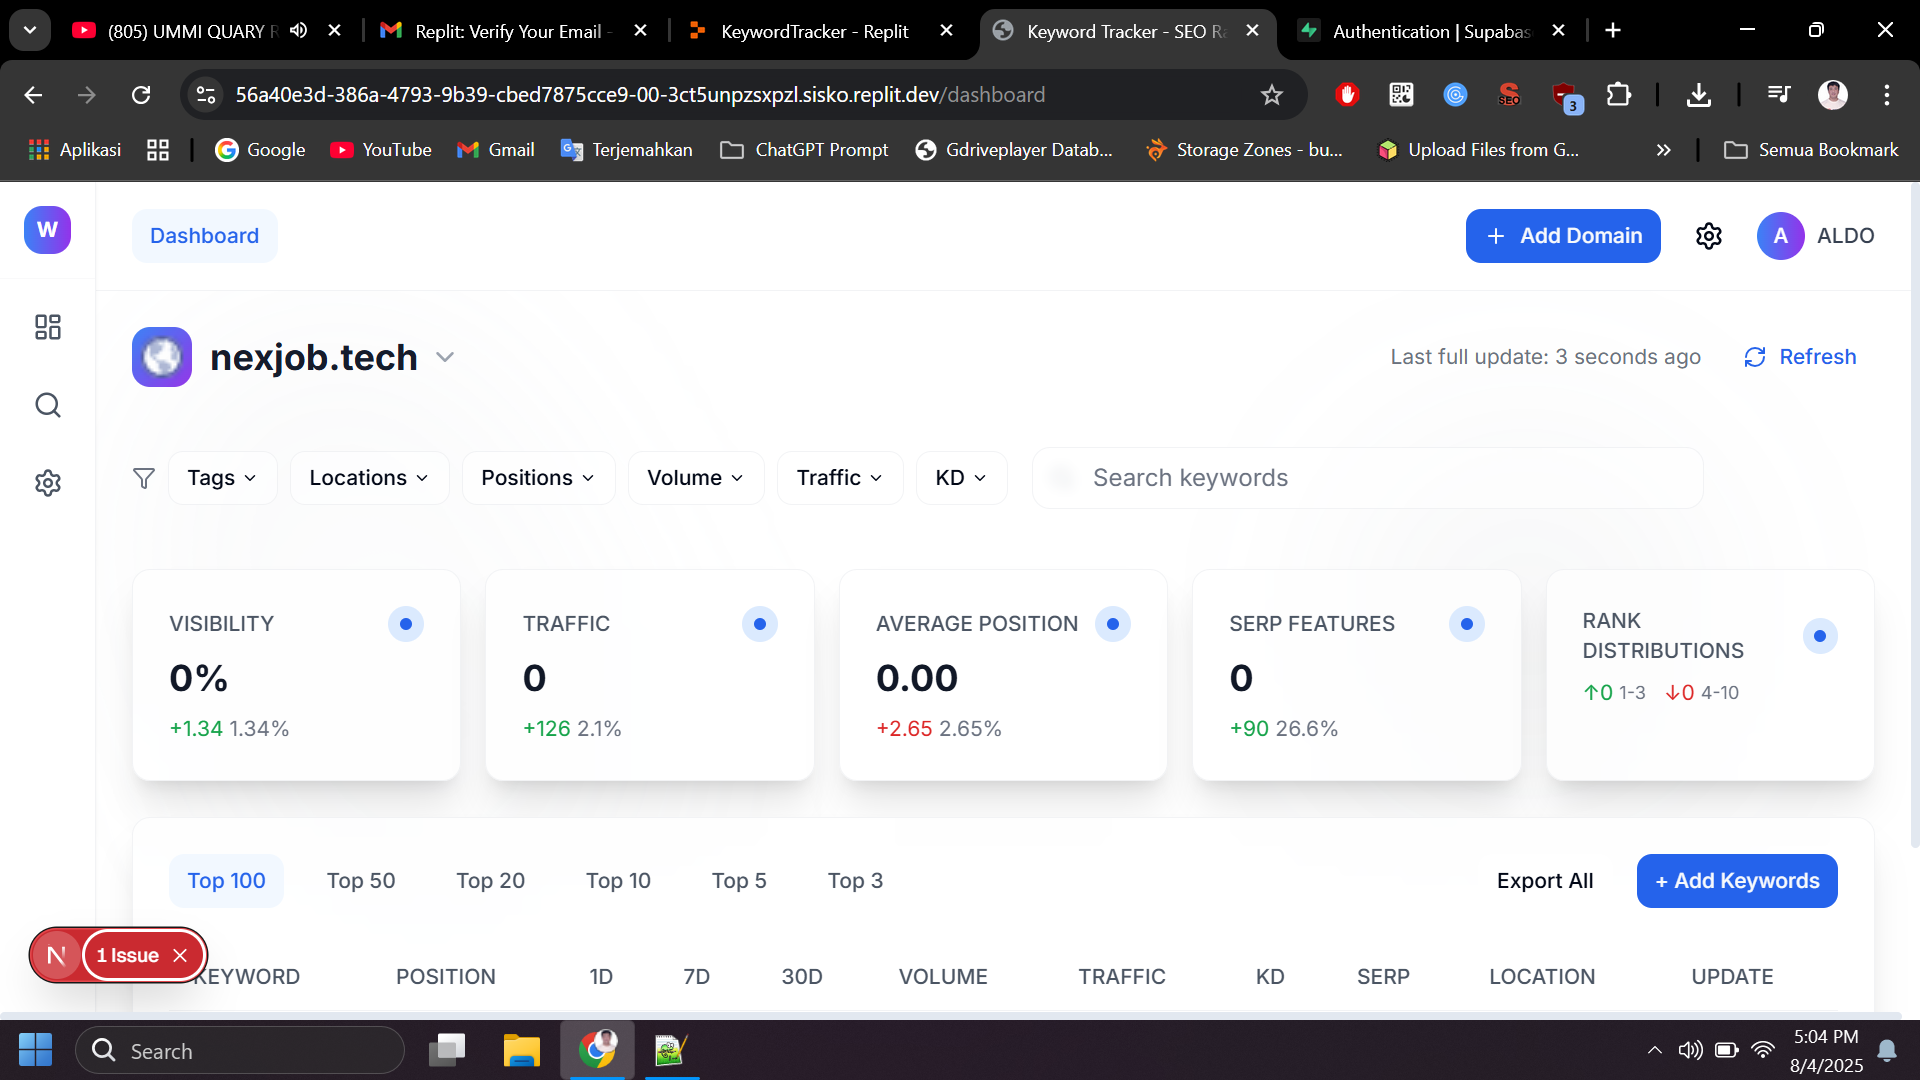 (805) UMMI QUARY
Replit: Verify Your Email -
KeywordTracker - Replit
Keyword Tracker - SEO Ra
Authentication | Supabas
56a40e3d-386a-4793-9b39-cbed7875cce9-00-3ct5unpzsxpzl.sisko.replit.dev/dashboard
SEO
3
Aplikasi
Google
YouTube
Gmail
Terjemahkan
ChatGPT Prompt
Gdriveplayer Datab...
Storage Zones - bu...
Upload Files from G...
Semua Bookmark
W
Dashboard
+ Add Domain
A
ALDO
nexjob.tech
Last full update: 3 seconds ago
Refresh
Tags
Locations
Positions
Volume
Traffic
KD
Search keywords
VISIBILITY
0%
+1.34 1.34%
TRAFFIC
0
+126 2.1%
AVERAGE POSITION
0.00
+2.65 2.65%
SERP FEATURES
0
+90 26.6%
RANK
DISTRIBUTIONS
↑0 1-3 ↓0 4-10
Top 100
Top 50
Top 20
Top 10
Top 5
Top 3
Export All
+ Add Keywords
N
1 Issue
KEYWORD
POSITION
1D
7D
30D
VOLUME
TRAFFIC
KD
SERP
LOCATION
UPDATE
Search
5:04 PM
8/4/2025